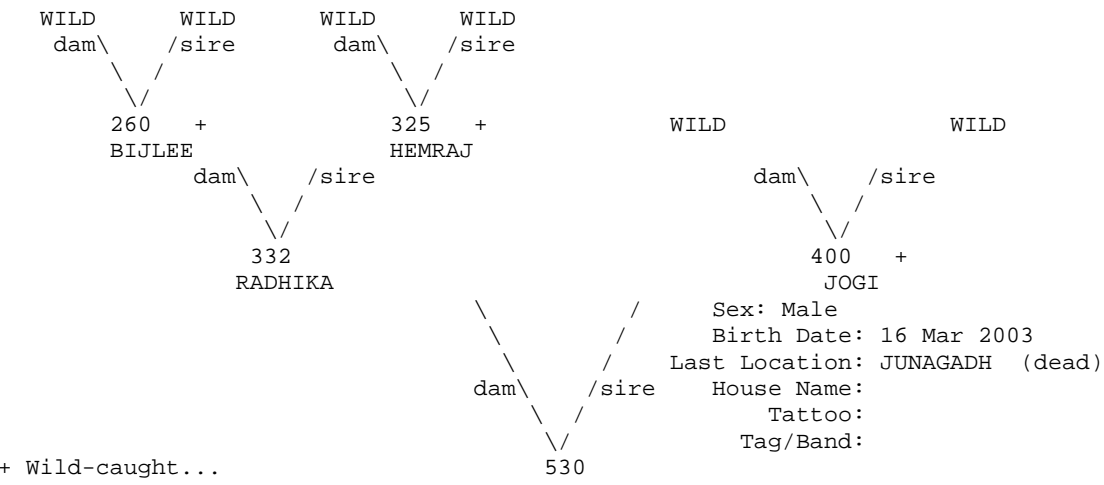 WILD WILD WILD WILD
dam\ /sire dam\ /sire
\ / \ /
\/ \/
260 + 325 + WILD WILD
BIJLEE HEMRAJ
dam\ /sire dam\ /sire
\ / \ /
\/ \/
332 400 +
RADHIKA JOGI
\ / Sex: Male
\ / Birth Date: 16 Mar 2003
\ / Last Location: JUNAGADH (dead)
dam\ /sire House Name:
\ / Tattoo:
\/ Tag/Band:
+ Wild-caught... 530